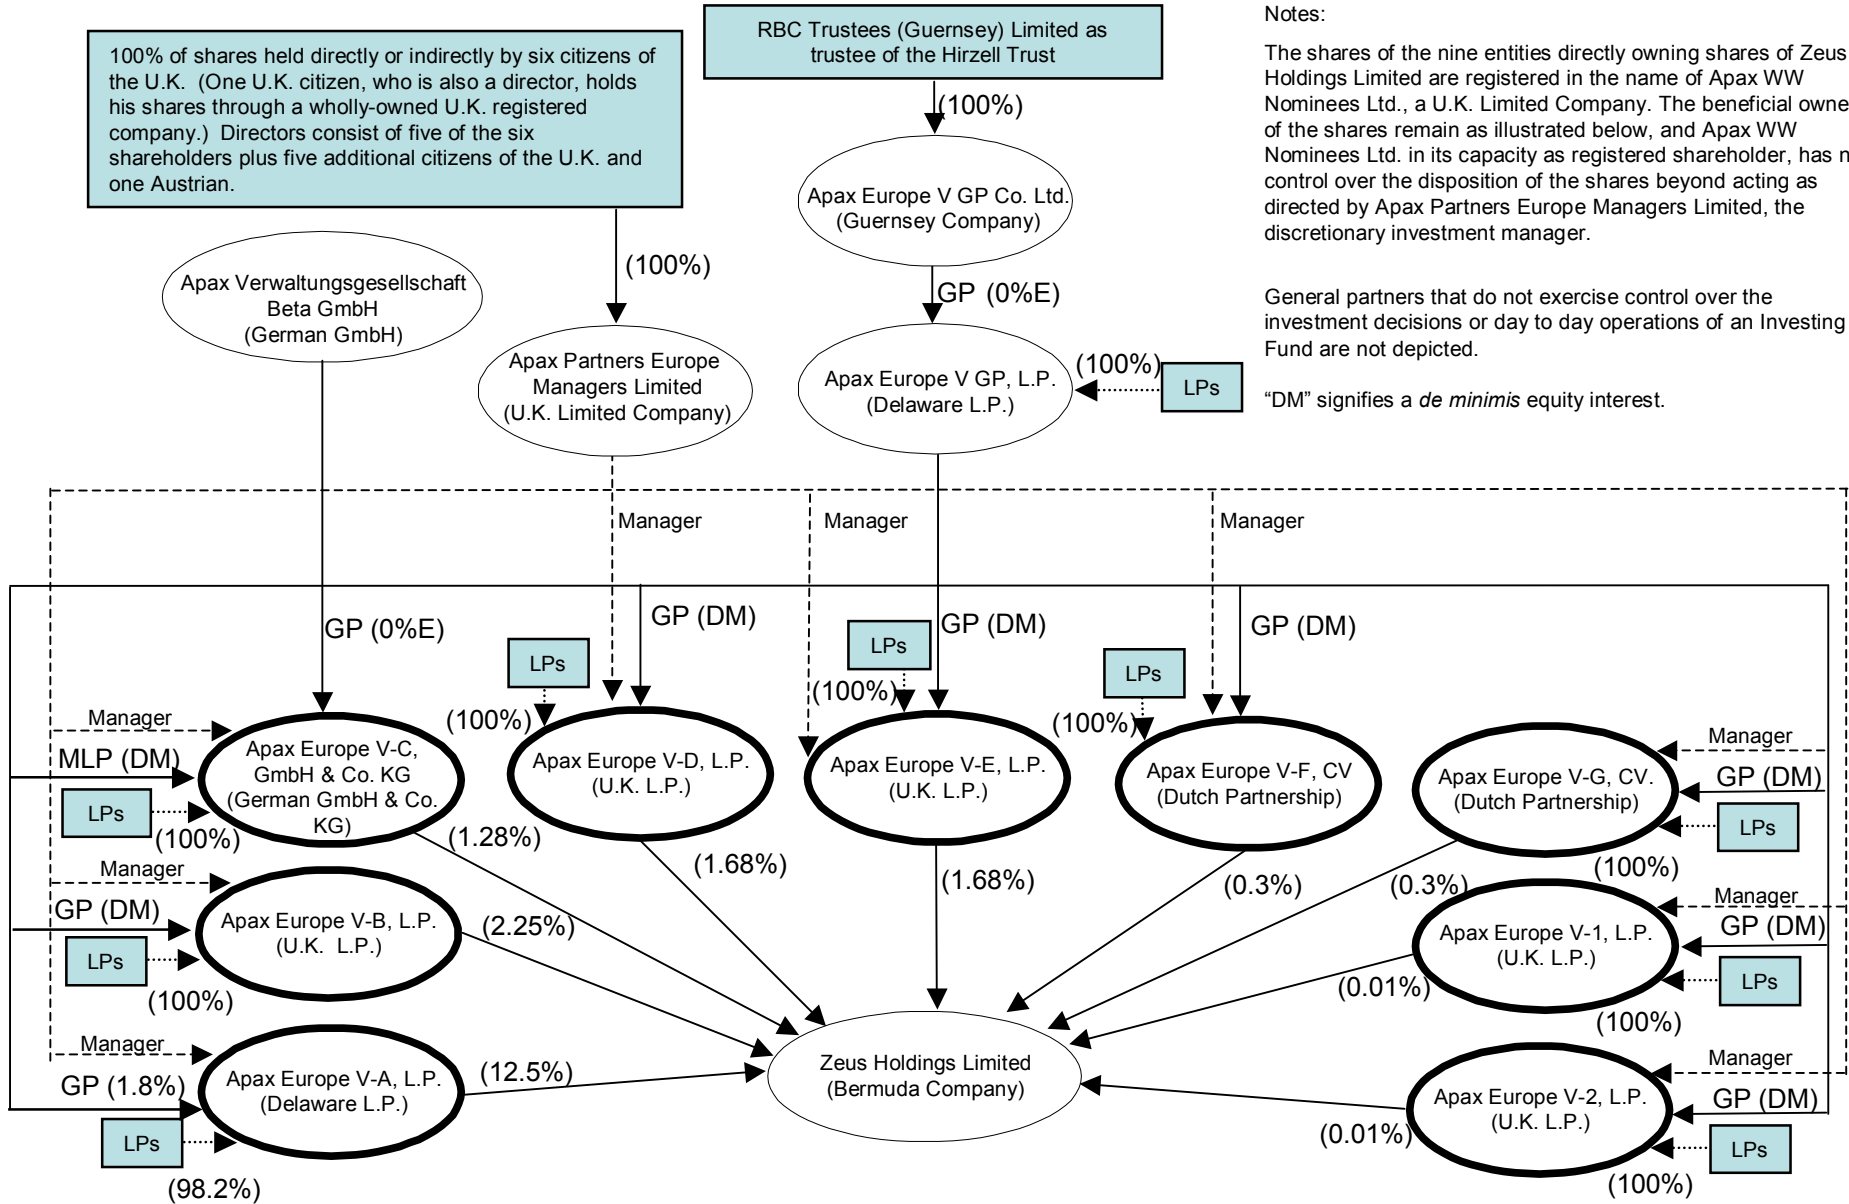 Notes:
RBC Trustees (Guernsey) Limited as
trustee of the Hirzell Trust
100% of shares held directly or indirectly by six citizens of
the U.K. (One U.K. citizen, who is also a director, holds
his shares through a wholly-owned U.K. registered
company.) Directors consist of five of the six
shareholders plus five additional citizens of the U.K. and
one Austrian.
The shares of the nine entities directly owning shares of Zeus
Holdings Limited are registered in the name of Apax WW
Nominees Ltd., a U.K. Limited Company. The beneficial owne
of the shares remain as illustrated below, and Apax WW
Nominees Ltd. in its capacity as registered shareholder, has n
control over the disposition of the shares beyond acting as
directed by Apax Partners Europe Managers Limited, the
discretionary investment manager.
General partners that do not exercise control over the
investment decisions or day to day operations of an Investing
Fund are not depicted.
“DM” signifies a de minimis equity interest.
(100%)
Apax Europe V GP Co. Ltd.
(Guernsey Company)
(100%)
GP (0%E)
Apax Verwaltungsgesellschaft
Beta GmbH
(German GmbH)
Apax Partners Europe
Managers Limited
(U.K. Limited Company)
Apax Europe V GP, L.P.
(Delaware L.P.)
(100%)
LPs
Manager
Manager
Manager
GP (0%E)
GP (DM)
GP (DM)
GP (DM)
LPs
LPs
LPs
(100%)
(100%)
(100%)
Manager
MLP (DM)
LPs
(100%)
Apax Europe V-C,
GmbH & Co. KG
(German GmbH & Co.
KG)
(1.28%)
Apax Europe V-D, L.P.
(U.K. L.P.)
(1.68%)
Apax Europe V-E, L.P.
(U.K. L.P.)
(1.68%)
Apax Europe V-F, CV
(Dutch Partnership)
(0.3%)
Apax Europe V-G, CV.
(Dutch Partnership)
(0.3%)
Manager
GP (DM)
LPs
(100%)
Manager
GP (DM)
LPs
(100%)
Apax Europe V-B, L.P.
(U.K. L.P.)
(2.25%)
Apax Europe V-1, L.P.
(U.K. L.P.)
(0.01%)
Manager
GP (DM)
LPs
(100%)
Manager
GP (1.8%)
LPs
(98.2%)
Apax Europe V-A, L.P.
(Delaware L.P.)
(12.5%)
Zeus Holdings Limited
(Bermuda Company)
Apax Europe V-2, L.P.
(U.K. L.P.)
(0.01%)
Manager
GP (DM)
LPs
(100%)